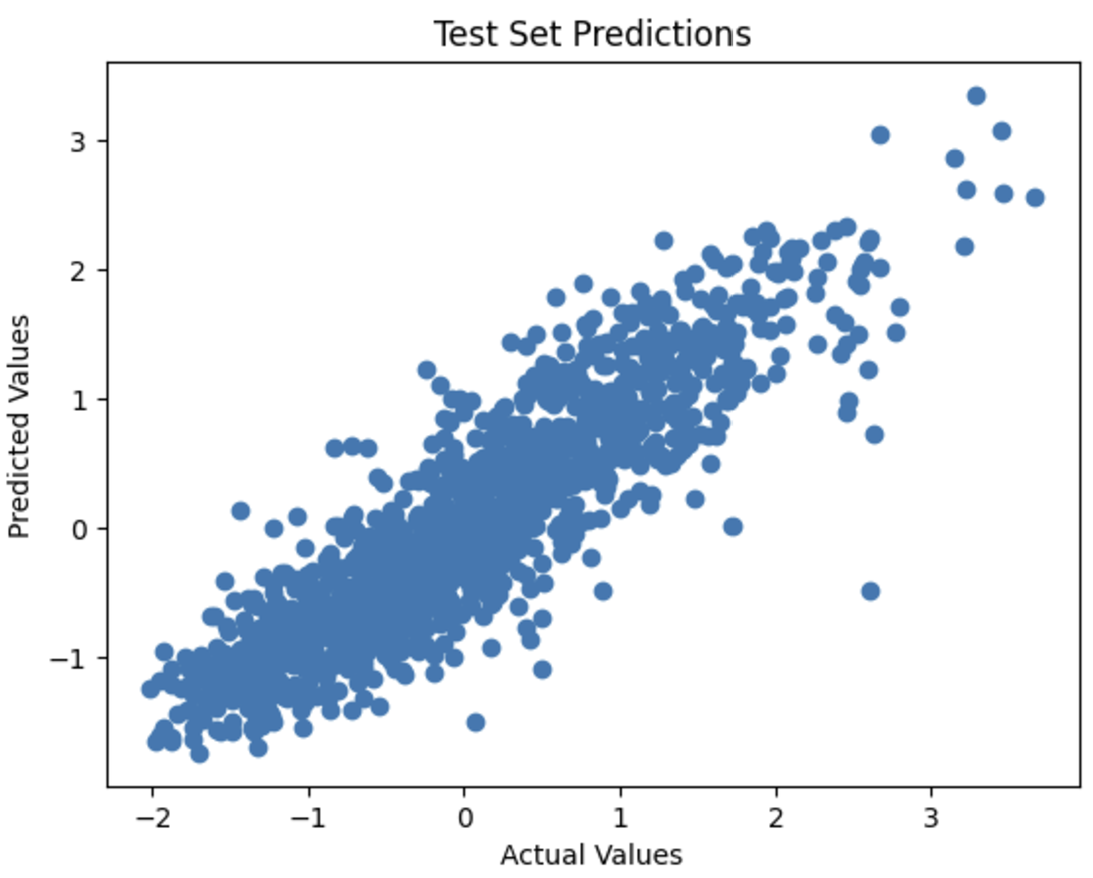 Test Set Predictions
3
2
1
0
−1
Predicted Values
−2 −1 0 1 2 3
Actual Values